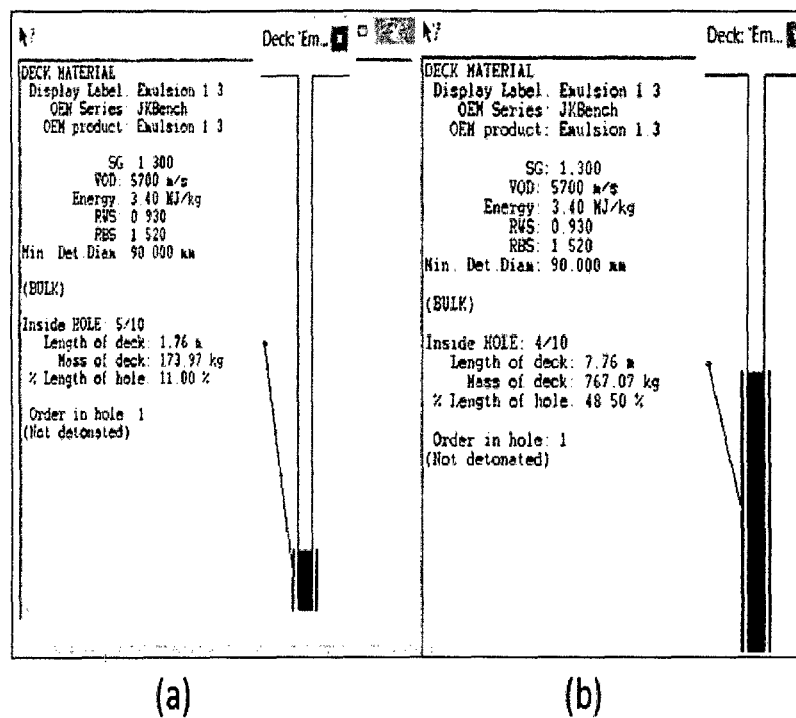 Deck: "Em...
DECK MATERIAL
Display Label. Emulsion 1 3
OEM Series: JKBench
OEM product: Emulsion 1 3
SG 1 300
VOD: 5700 m/s
Energy: 3.40 MJ/kg
RWS 0 930
RBS 1 520
Min Det.Diam 90 000 mm
(BULK)
Inside HOLE: 5/10
Length of deck: 1.76 m
Mass of deck: 173.97 kg
% Length of hole. 11.00 %
Order in hole 1
(Not detonated)
(a)
Deck: "Em...
DECK MATERIAL
Display Label. Emulsion 1 3
OEM Series: JKBench
OEM product: Emulsion 1.3
SG: 1.300
VOD: 5700 m/s
Energy: 3.40 MJ/kg
RWS: 0.930
RBS: 1 520
Min. Det.Diam: 90.000 mm
(BULK)
Inside HOLE: 4/10
Length of deck: 7.76 m
Mass of deck: 767.07 kg
% Length of hole. 48 50 %
Order in hole: 1
(Not detonated)
(b)